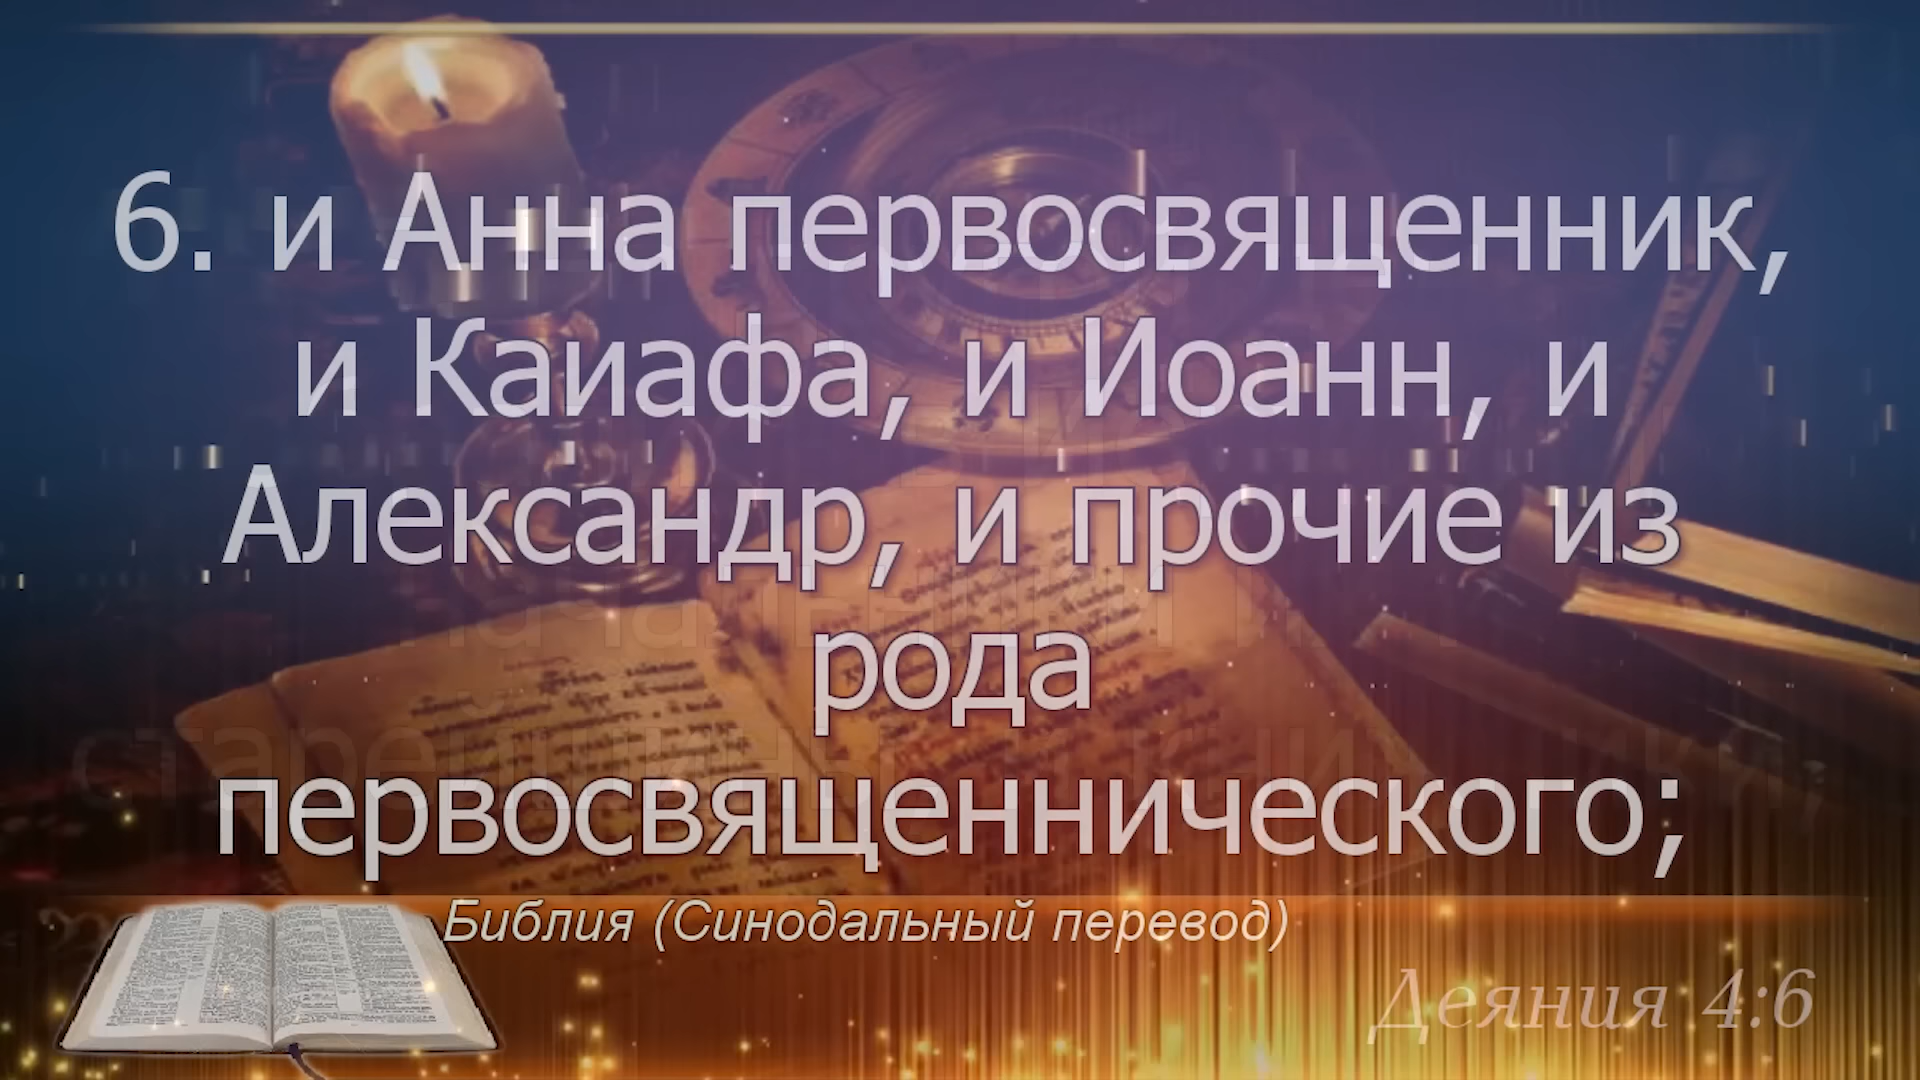 6. и Анна первосвященник,
и Каиафа, и Иоанн, и
Александр, и прочие из
рода
первосвященнического;
Библия (Синодальный перевод)
Деяния 4:6